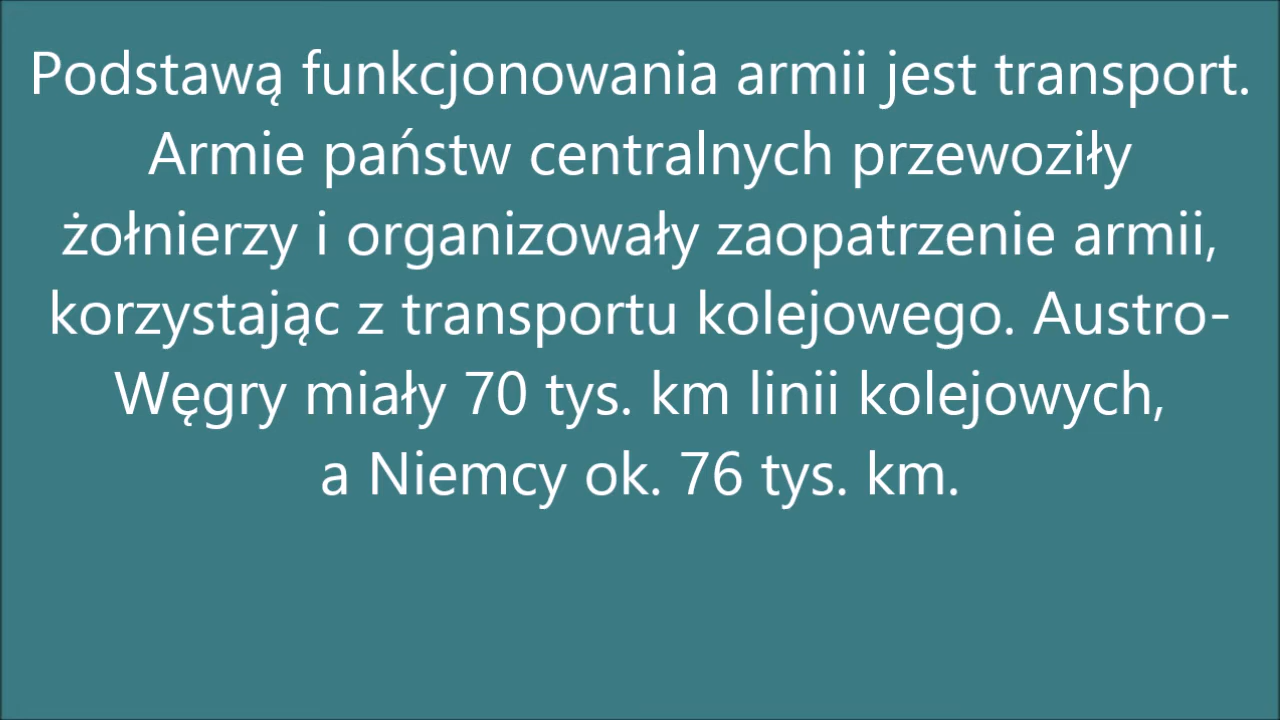 Podstawą funkcjonowania armii jest transport.
Armie państw centralnych przewoziły
żołnierzy i organizowały zaopatrzenie armii,
korzystając z transportu kolejowego. Austro-
Węgry miały 70 tys. km linii kolejowych,
a Niemcy ok. 76 tys. km.